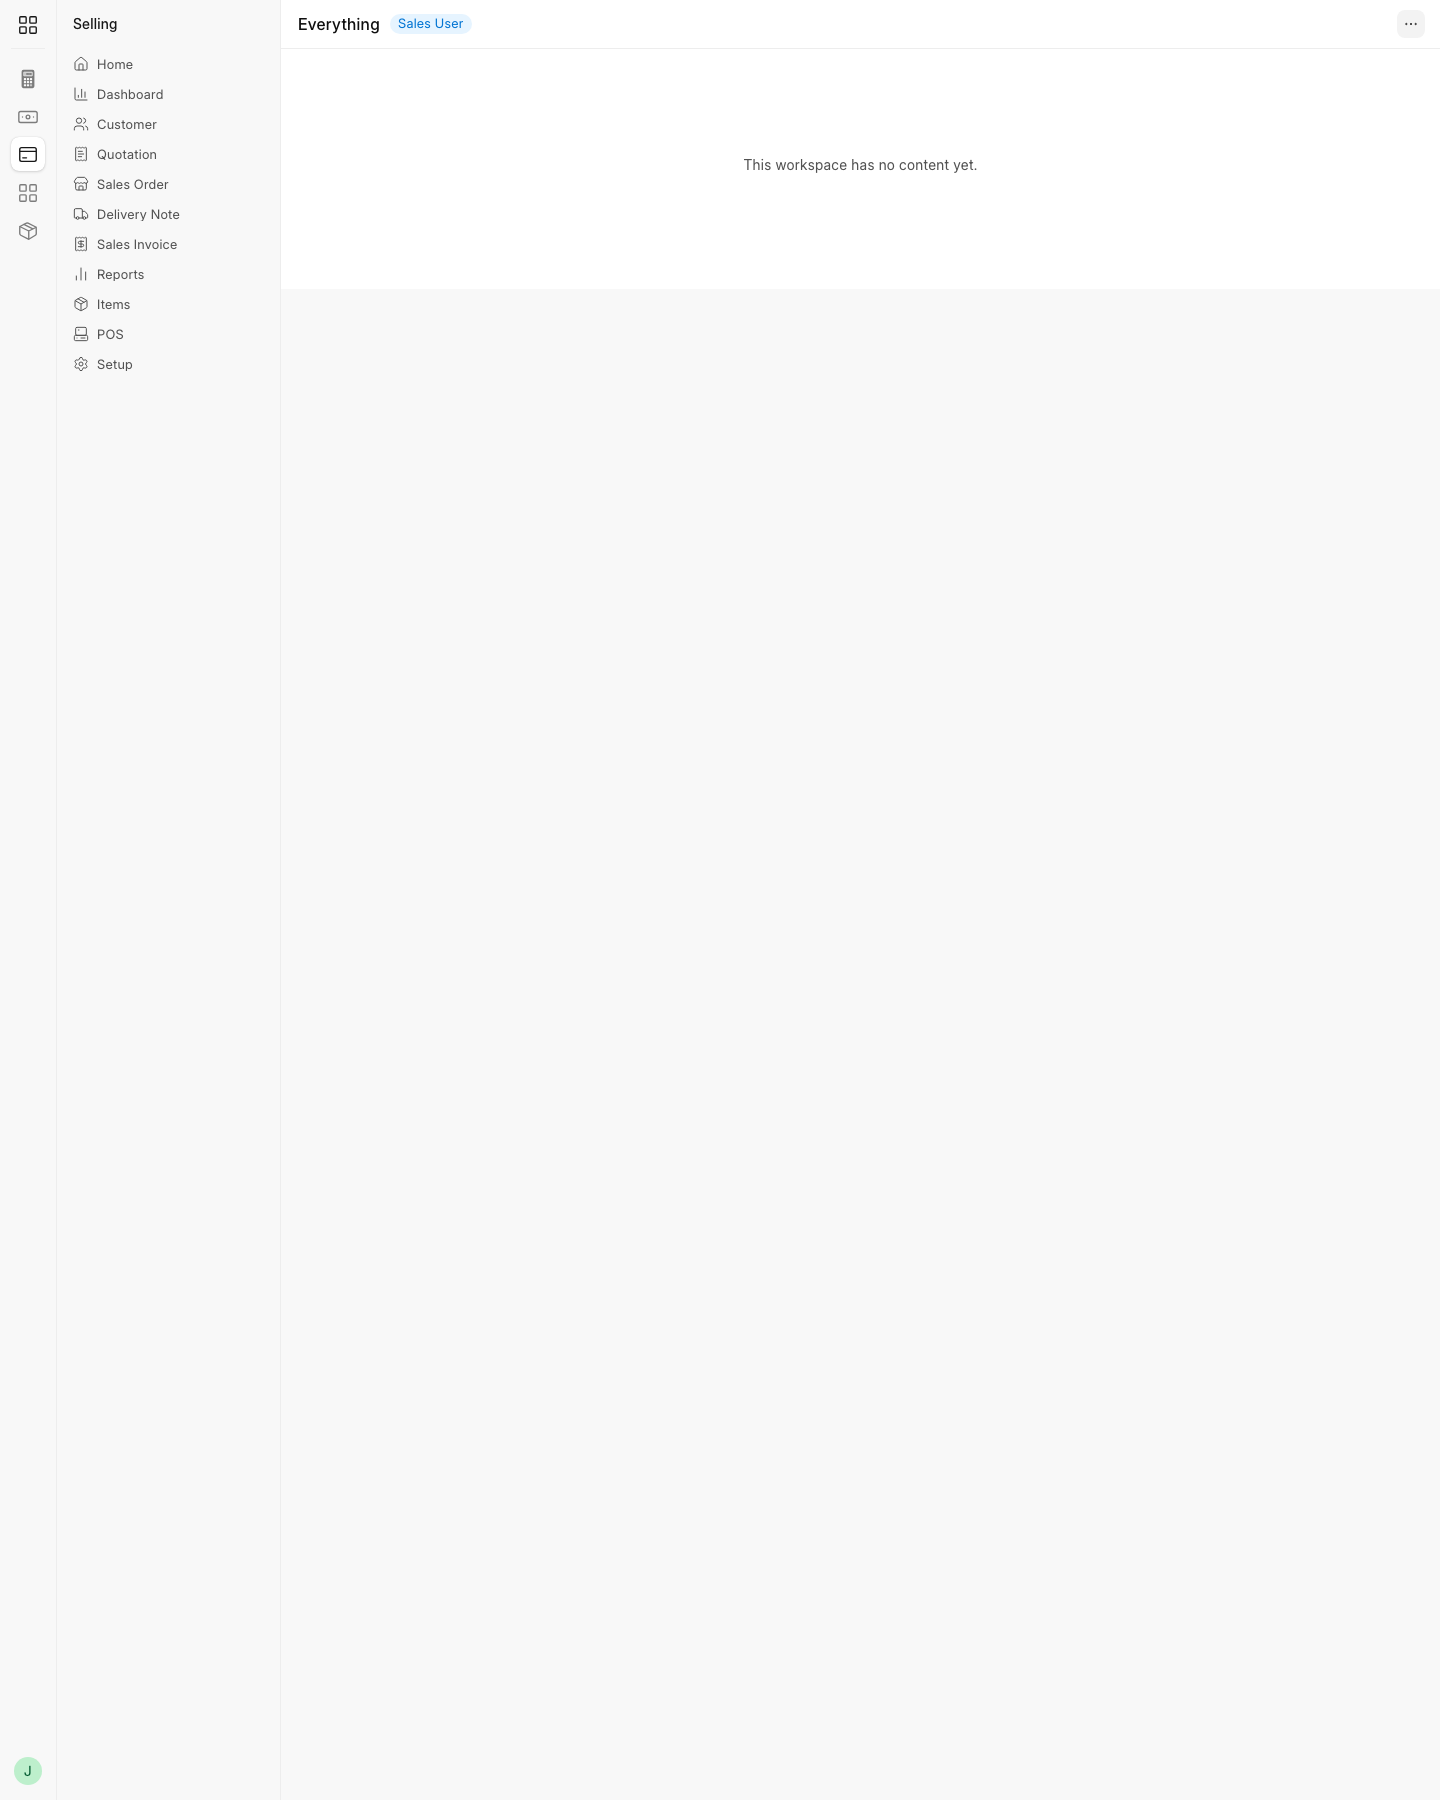 Selling
Home
Dashboard
Customer
Quotation
Sales Order
Delivery Note
Sales Invoice
Reports
Items
POS
Setup
J
Everything
Sales User
This workspace has no content yet.